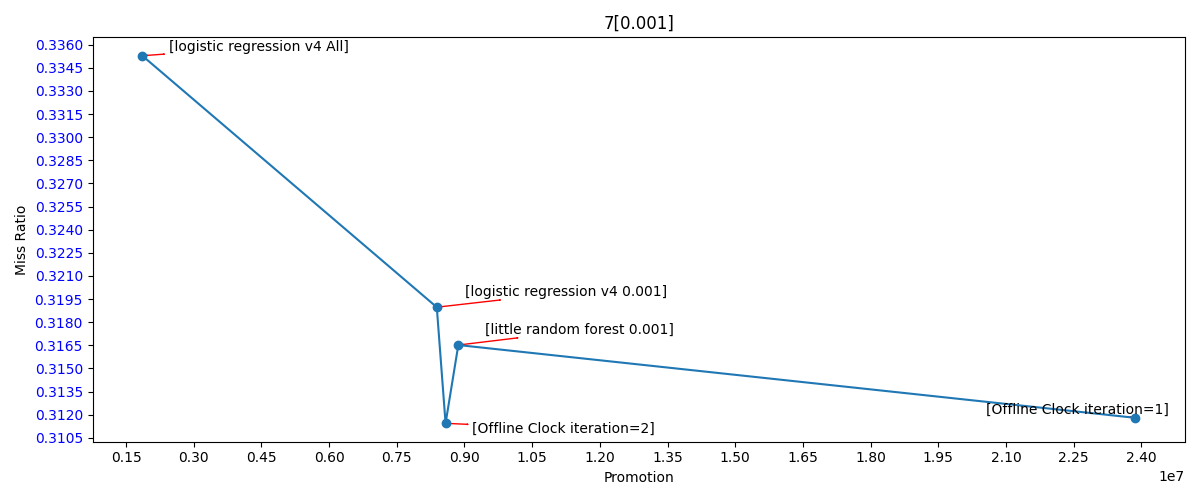 7[0.001]
0.3360
[logistic regression v4 All]
0.3345
0.3330
0.3315
0.3300
0.3285
0.3270
0.3255
0.3240
0.3225
0.3210
0.3195
[logistic regression v4 0.001]
0.3180
[little random forest 0.001]
0.3165
0.3150
0.3135
0.3120
[Offline Clock iteration=1]
[Offline Clock iteration=2]
0.3105
Miss Ratio
0.15 0.30 0.45 0.60 0.75 0.90 1.05 1.20 1.35 1.50 1.65 1.80 1.95 2.10 2.25 2.40
1e7
Promotion